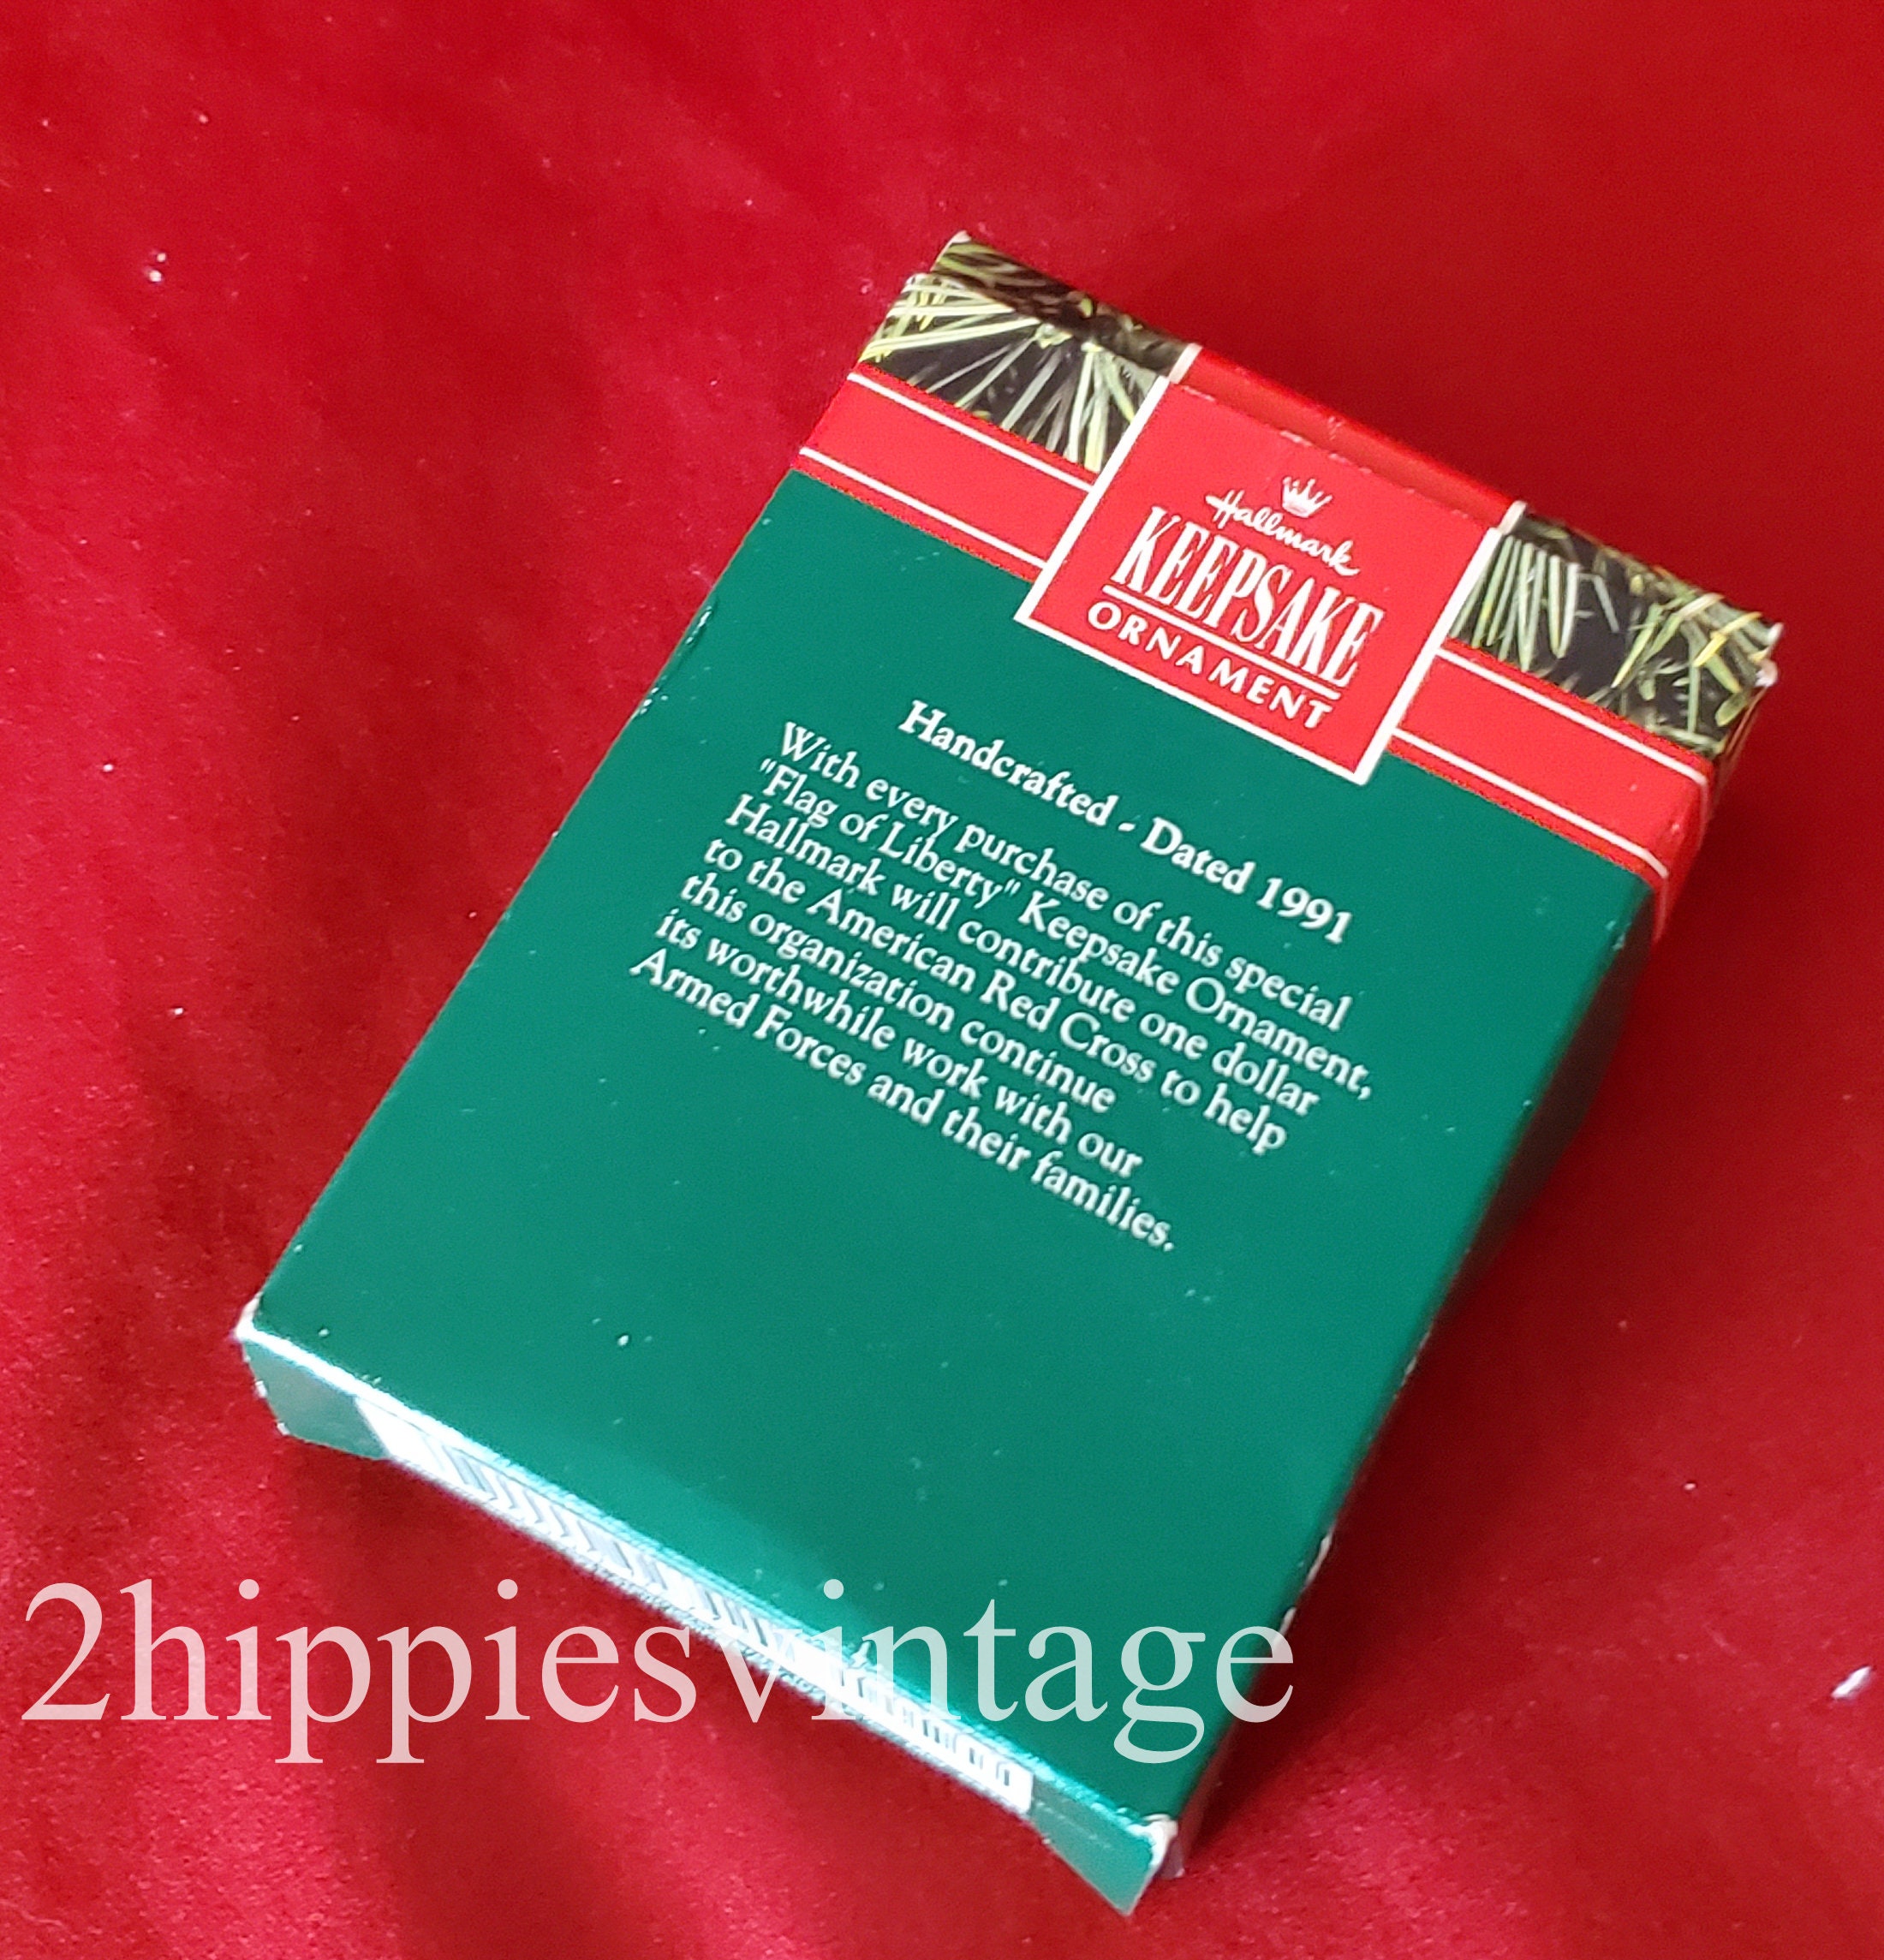 Hallmark
KEEPSAKE
ORNAMENT
Handcrafted - Dated 1991
With every purchase of this special
"Flag of Liberty" Keepsake Ornament,
Hallmark will contribute one dollar
to the American Red Cross to help
this organization continue
its worthwhile work with our
Armed Forces and their families.
2hippiesvintage